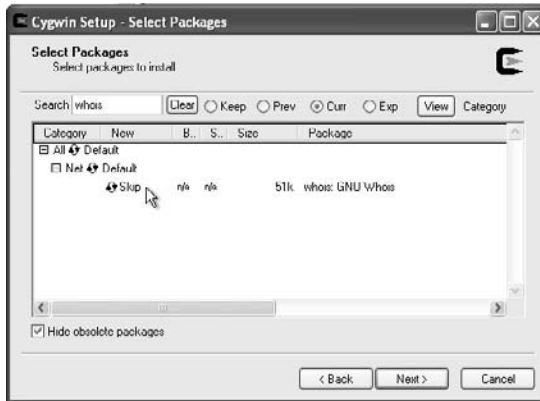 Cygwin Setup - Select Packages
Select Packages
Select packages to install
Search whois Clear Keep Prev Curr Exp View Category
Category New B.. S.. Size Package
All Default
Net Default
Skip n/a n/a 51k whois: GNU Whois
Hide obsolete packages
< Back Next > Cancel